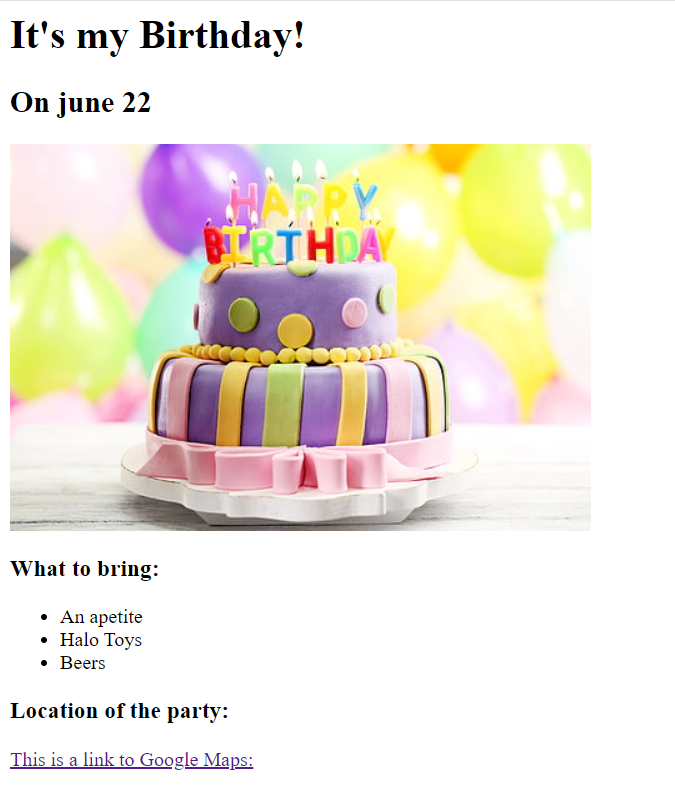 It's my Birthday!
On june 22
HAPPY
BIRTHDAY
What to bring:
An apetite
Halo Toys
Beers
Location of the party:
This is a link to Google Maps: